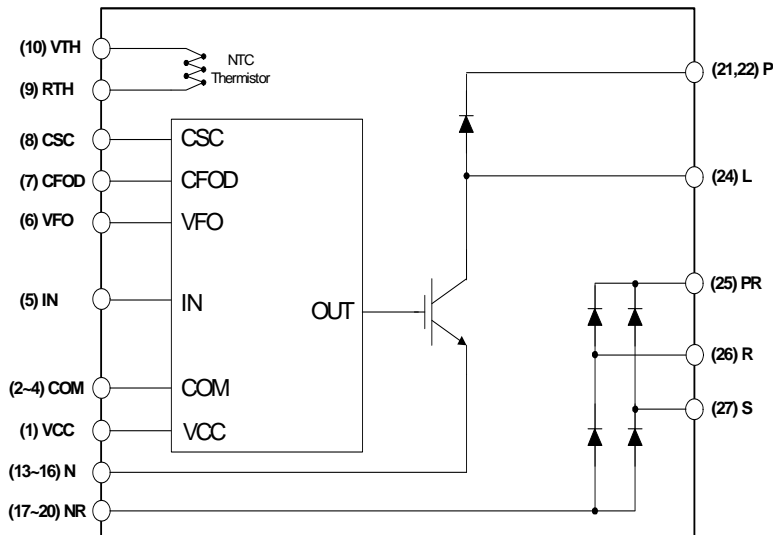 (10) VTH
(9) RTH
NTC
Thermistor
(8) CSC
(7) CFOD
(6) VFO
(5) IN
(2~4) COM
(1) VCC
(13~16) N
(17~20) NR
CSC
CFOD
VFO
IN
OUT
COM
VCC
(21,22) P
(24) L
(25) PR
(26) R
(27) S